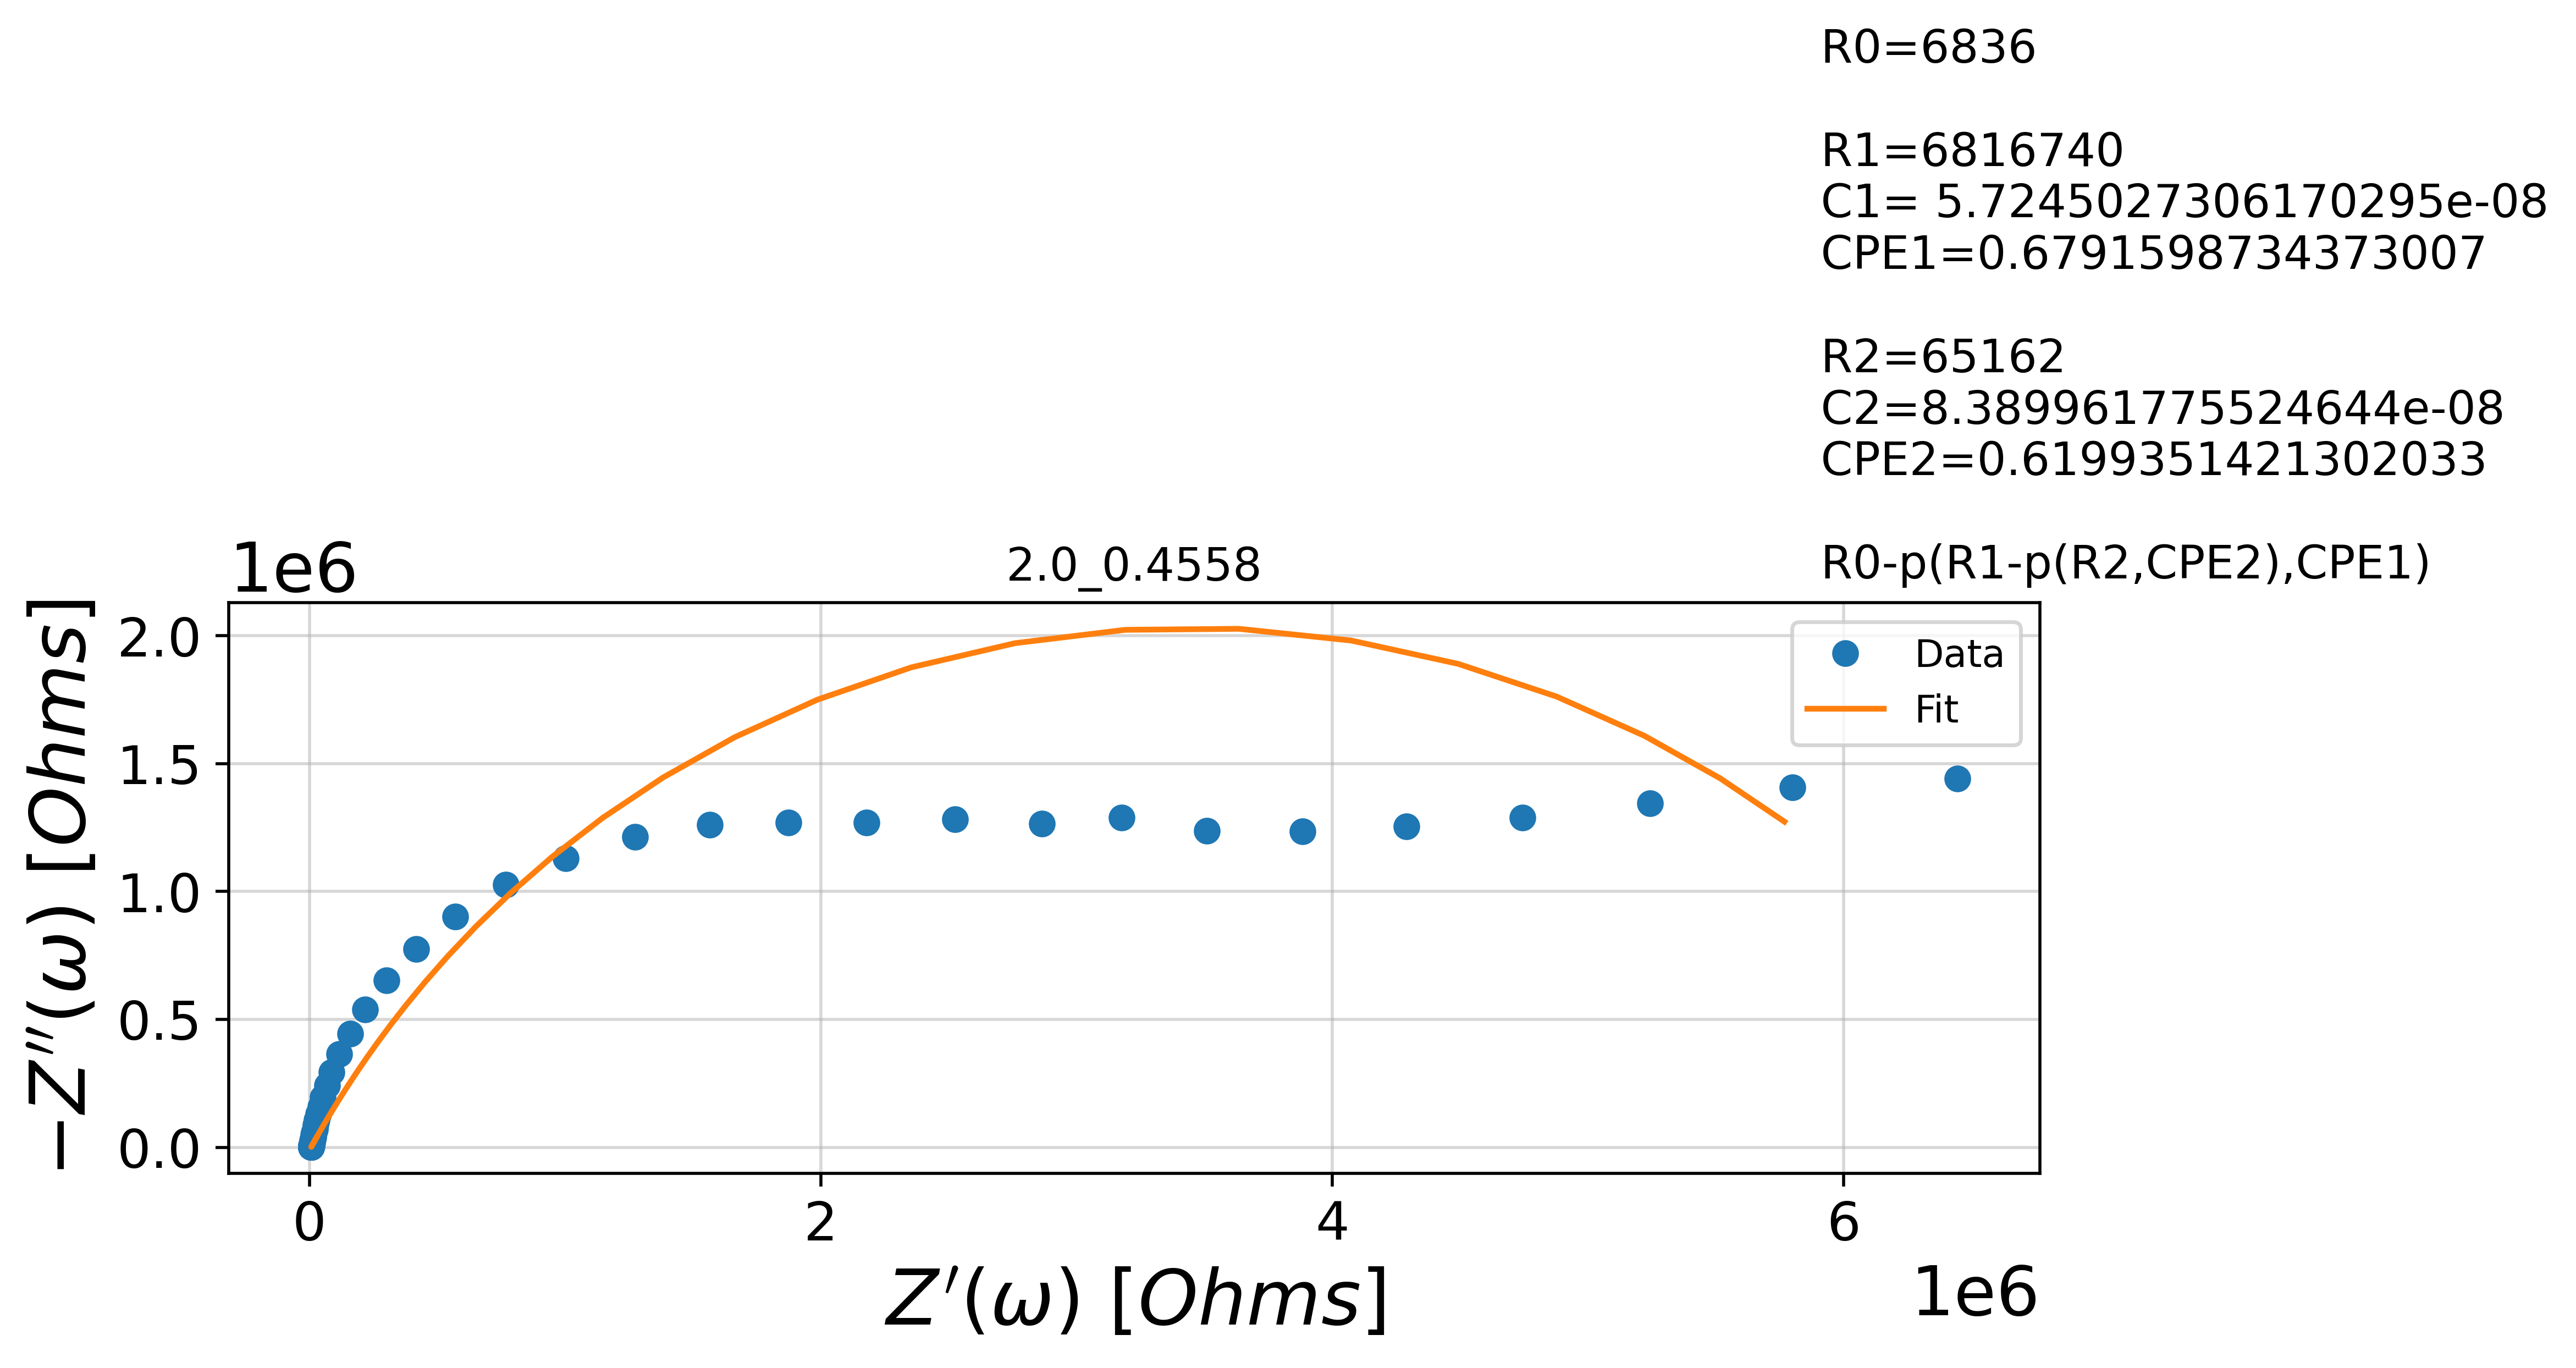 R0=6836
R1=6816740
C1= 5.7245027306170295e-08
CPE1=0.6791598734373007
R2=65162
C2=8.389961775524644e-08
CPE2=0.6199351421302033
R0-p(R1-p(R2,CPE2),CPE1)
1e6
2.0_0.4558
2.0
1.5
1.0
0.5
0.0
−Z′′(ω) [Ohms]
Data
Fit
0 2 4 6
1e6
Z′(ω) [Ohms]